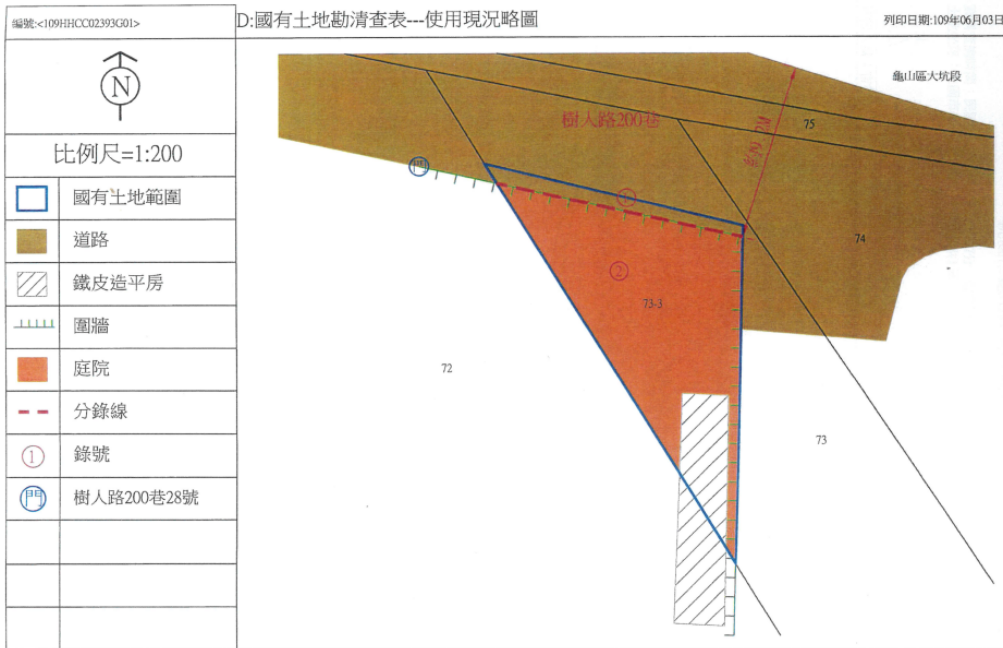 編號:<109HHCC02393G01>
D:國有土地勘清查表---使用現況略圖
列印日期:109年06月03日
N
龜山區大坑段
比例尺=1:200
國有土地範圍
道路
鐵皮造平房
圍牆
庭院
分錄線
① 錄號
門 樹人路200巷28號
樹人路200巷
75
門
①
74
②
73-3
72
73